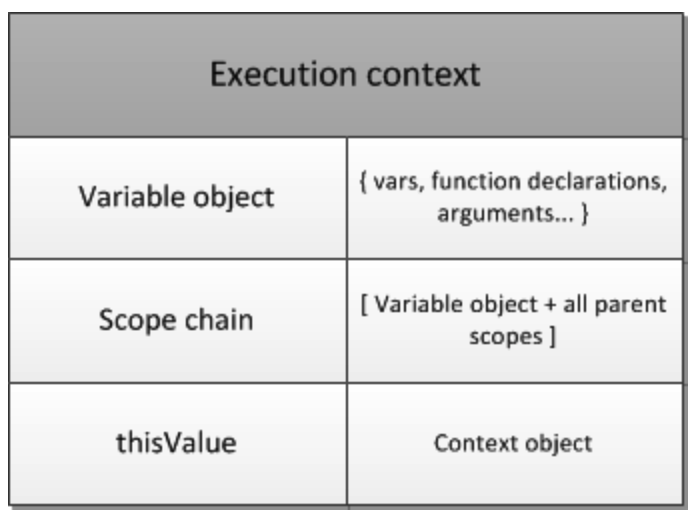 Execution context
Variable object
{ vars, function declarations,
arguments... }
Scope chain
[ Variable object + all parent
scopes ]
thisValue
Context object